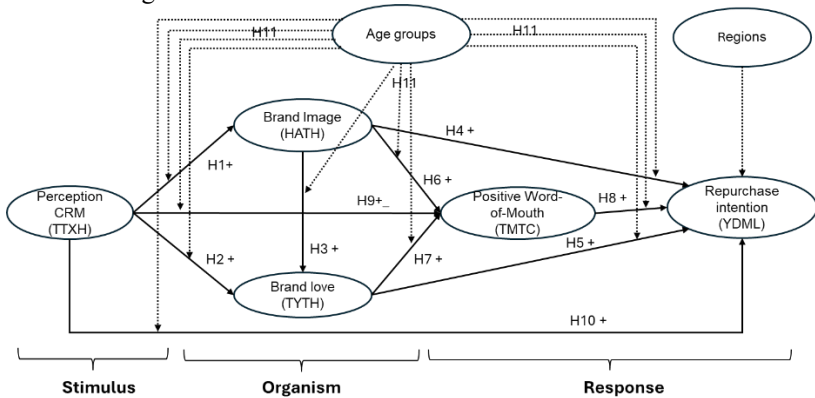 Age groups
Regions
H11
H11
H11
Brand Image
(HATH)
H4 +
H1+
H6 +
Perception
CRM
(TTXH)
H9+_
Positive Word-
of-Mouth
(TMTC)
H8 +
Repurchase
intention
(YDML)
H3 +
H5 +
H2 +
H7 +
Brand love
(TYTH)
H10 +
Stimulus
Organism
Response